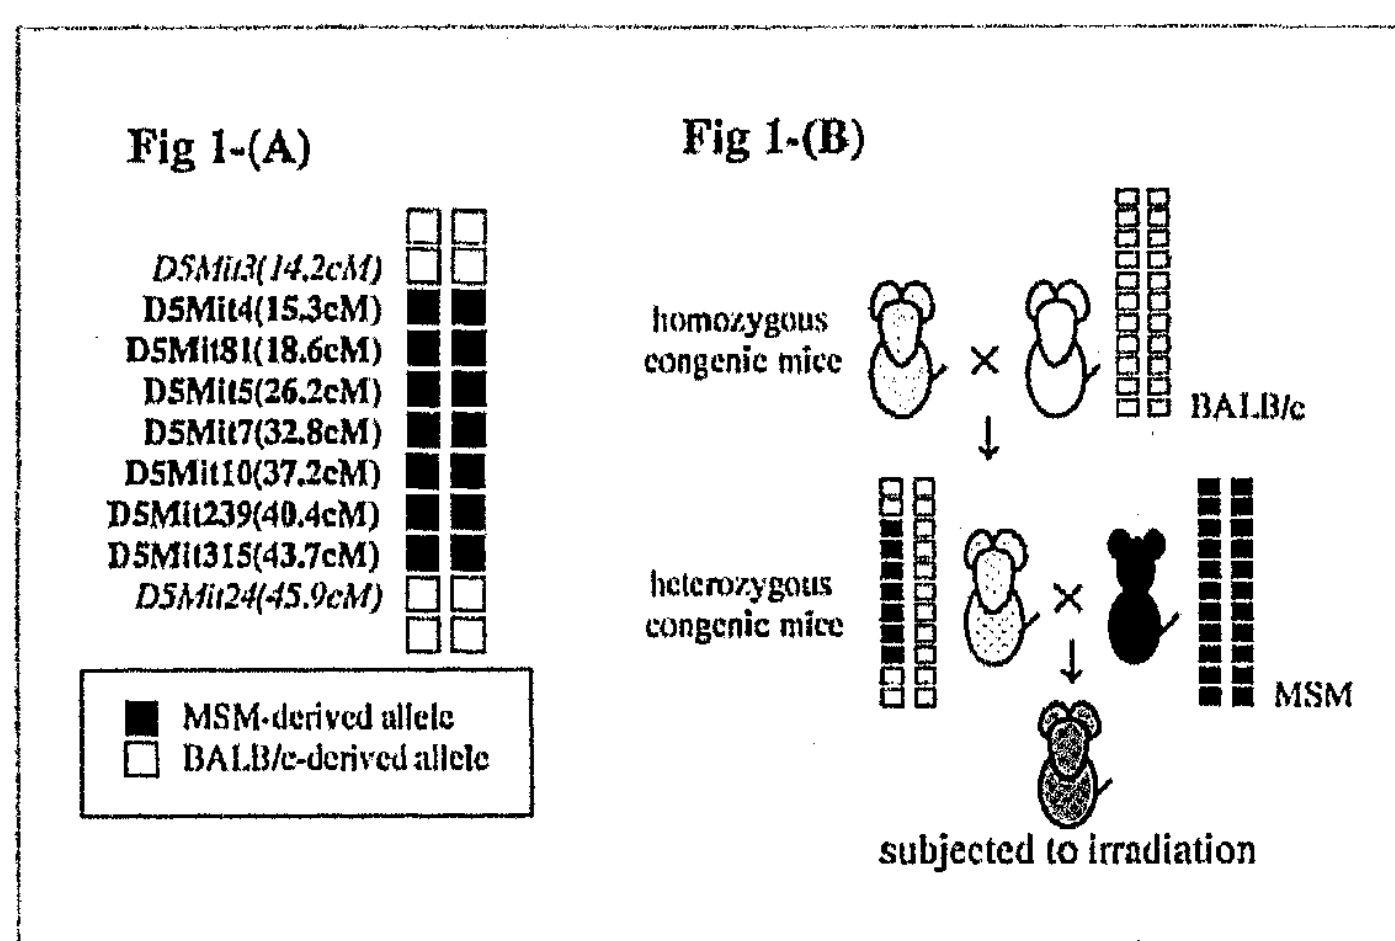 Fig 1-(A)
D5Mit3(14.2cM)
D5Mit4(15.3cM)
D5Mit81(18.6cM)
D5Mit5(26.2cM)
D5Mit7(32.8cM)
D5Mit10(37.2cM)
D5Mit239(40.4cM)
D5Mit315(43.7cM)
D5Mit24(45.9cM)
MSM-derived allele
BALB/c-derived allele
Fig 1-(B)
homozygous
congenic mice
×
BALB/c
heterozygous
congenic mice
×
MSM
subjected to irradiation